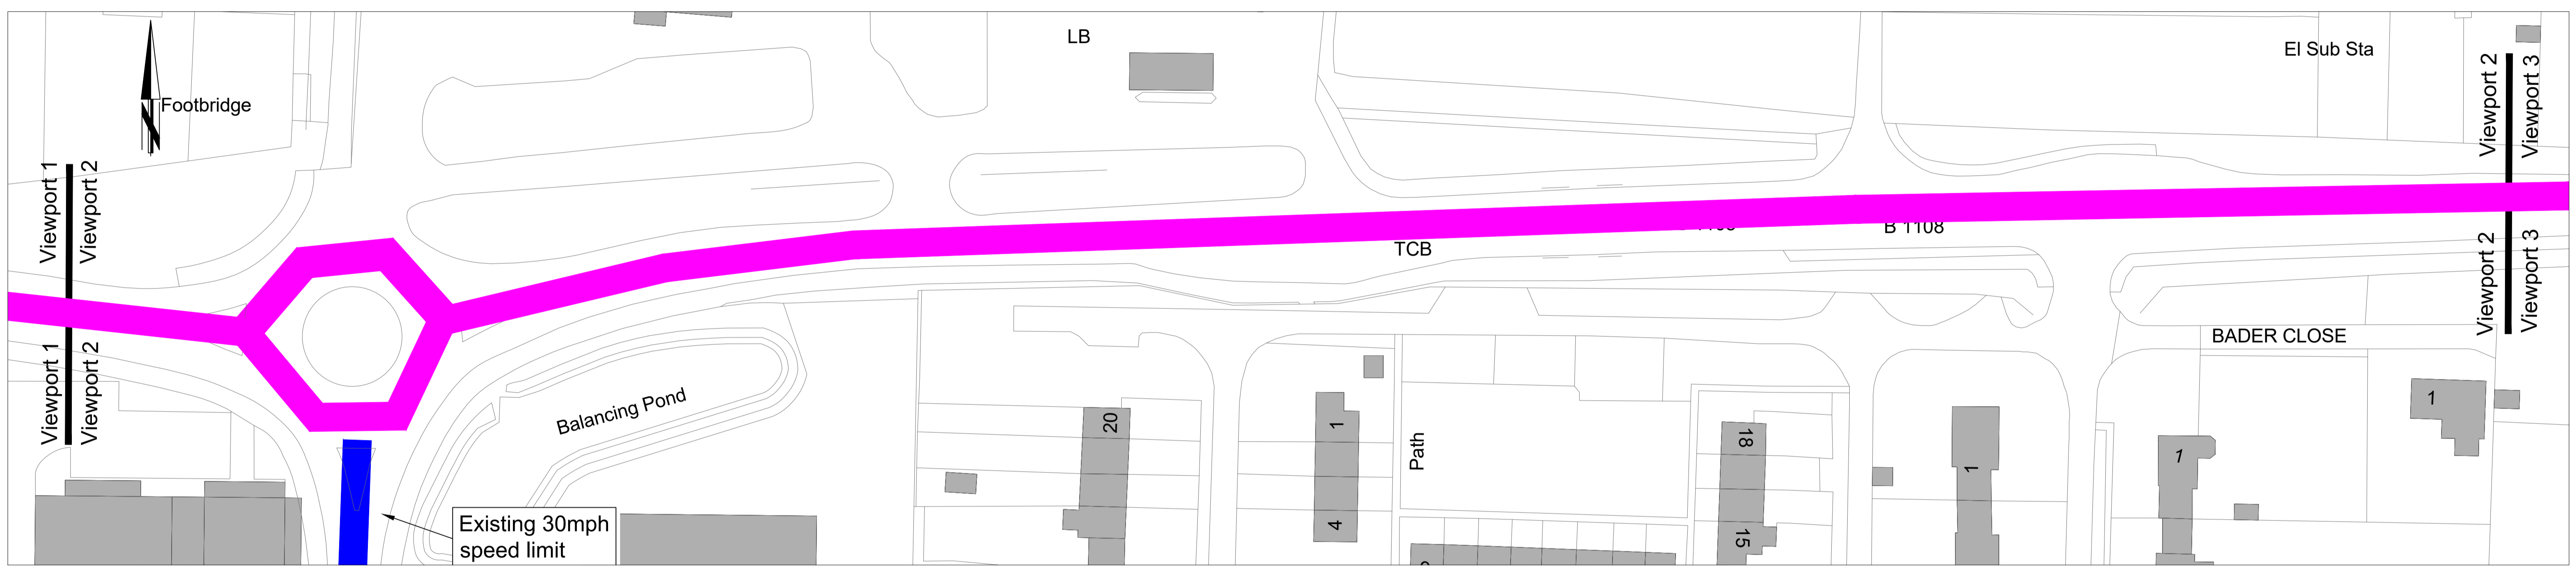 LB
El Sub Sta
Footbridge
N
Viewport 1
Viewport 2
Viewport 2
Viewport 3
B 1108
TCB
Viewport 1
Viewport 2
Viewport 2
Viewport 3
BADER CLOSE
Balancing Pond
20
1
4
Path
18
15
1
1
1
Existing 30mph
speed limit